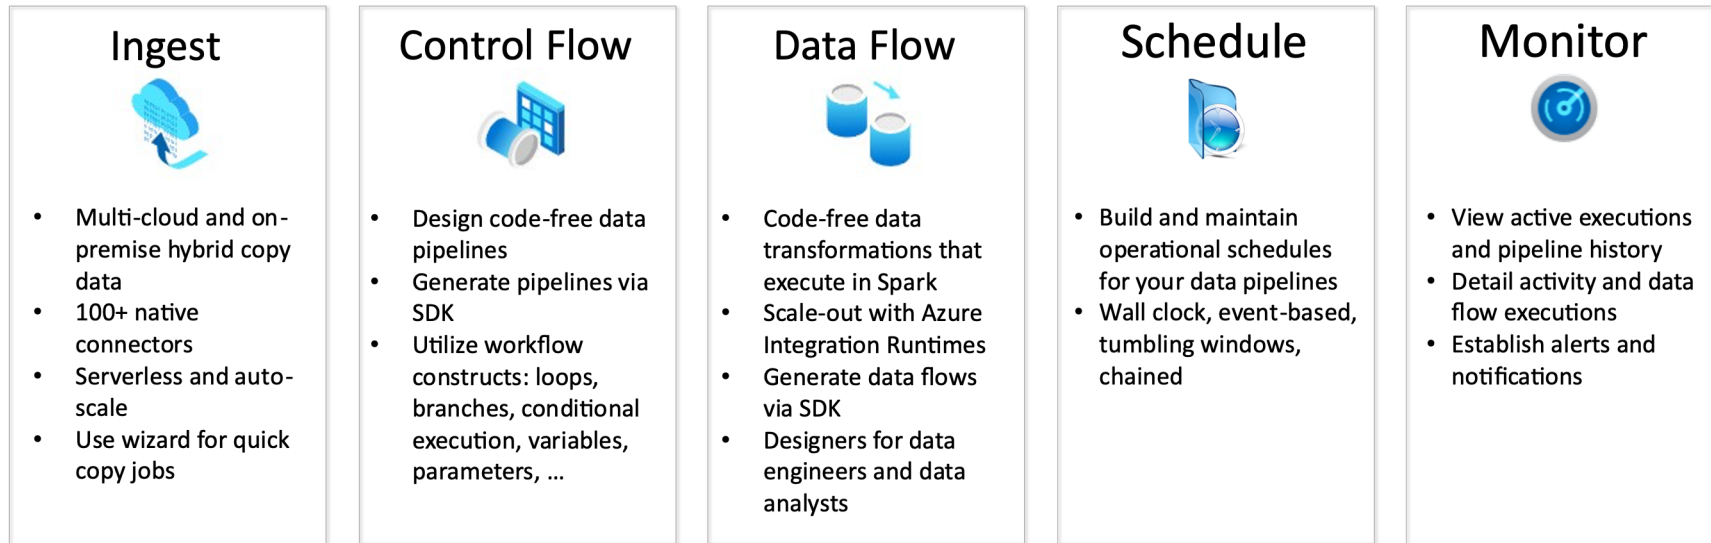 Ingest
• Multi-cloud and on-
premise hybrid copy
data
• 100+ native
connectors
• Serverless and auto-
scale
• Use wizard for quick
copy jobs
Control Flow
• Design code-free data
pipelines
• Generate pipelines via
SDK
• Utilize workflow
constructs: loops,
branches, conditional
execution, variables,
parameters, …
Data Flow
• Code-free data
transformations that
execute in Spark
• Scale-out with Azure
Integration Runtimes
• Generate data flows
via SDK
• Designers for data
engineers and data
analysts
Schedule
• Build and maintain
operational schedules
for your data pipelines
• Wall clock, event-based,
tumbling windows,
chained
Monitor
• View active executions
and pipeline history
• Detail activity and data
flow executions
• Establish alerts and
notifications